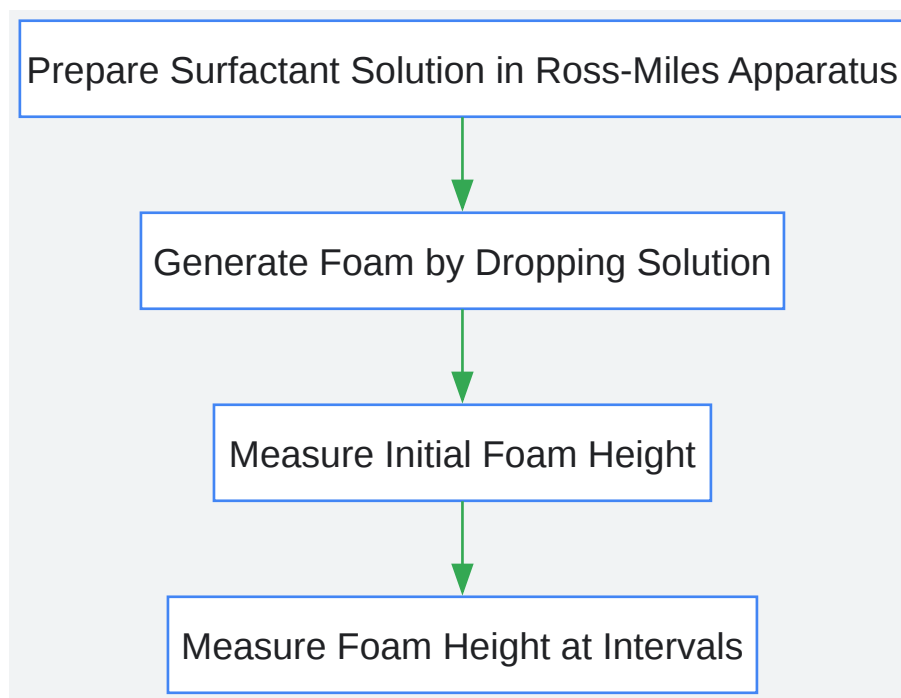 Prepare Surfactant Solution in Ross-Miles Apparatus
Generate Foam by Dropping Solution
Measure Initial Foam Height
Measure Foam Height at Intervals